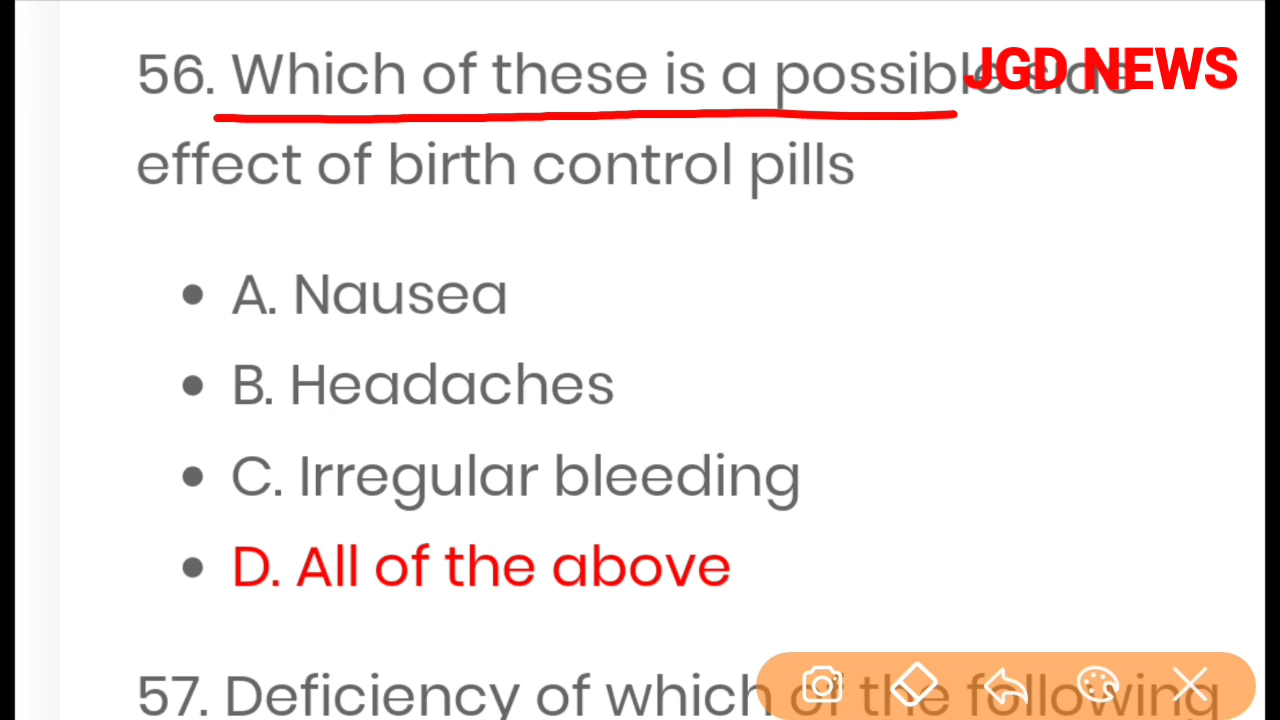 56. Which of these is a possible side
JGD NEWS
effect of birth control pills
A. Nausea
B. Headaches
C. Irregular bleeding
D. All of the above
57. Deficiency of which of the following